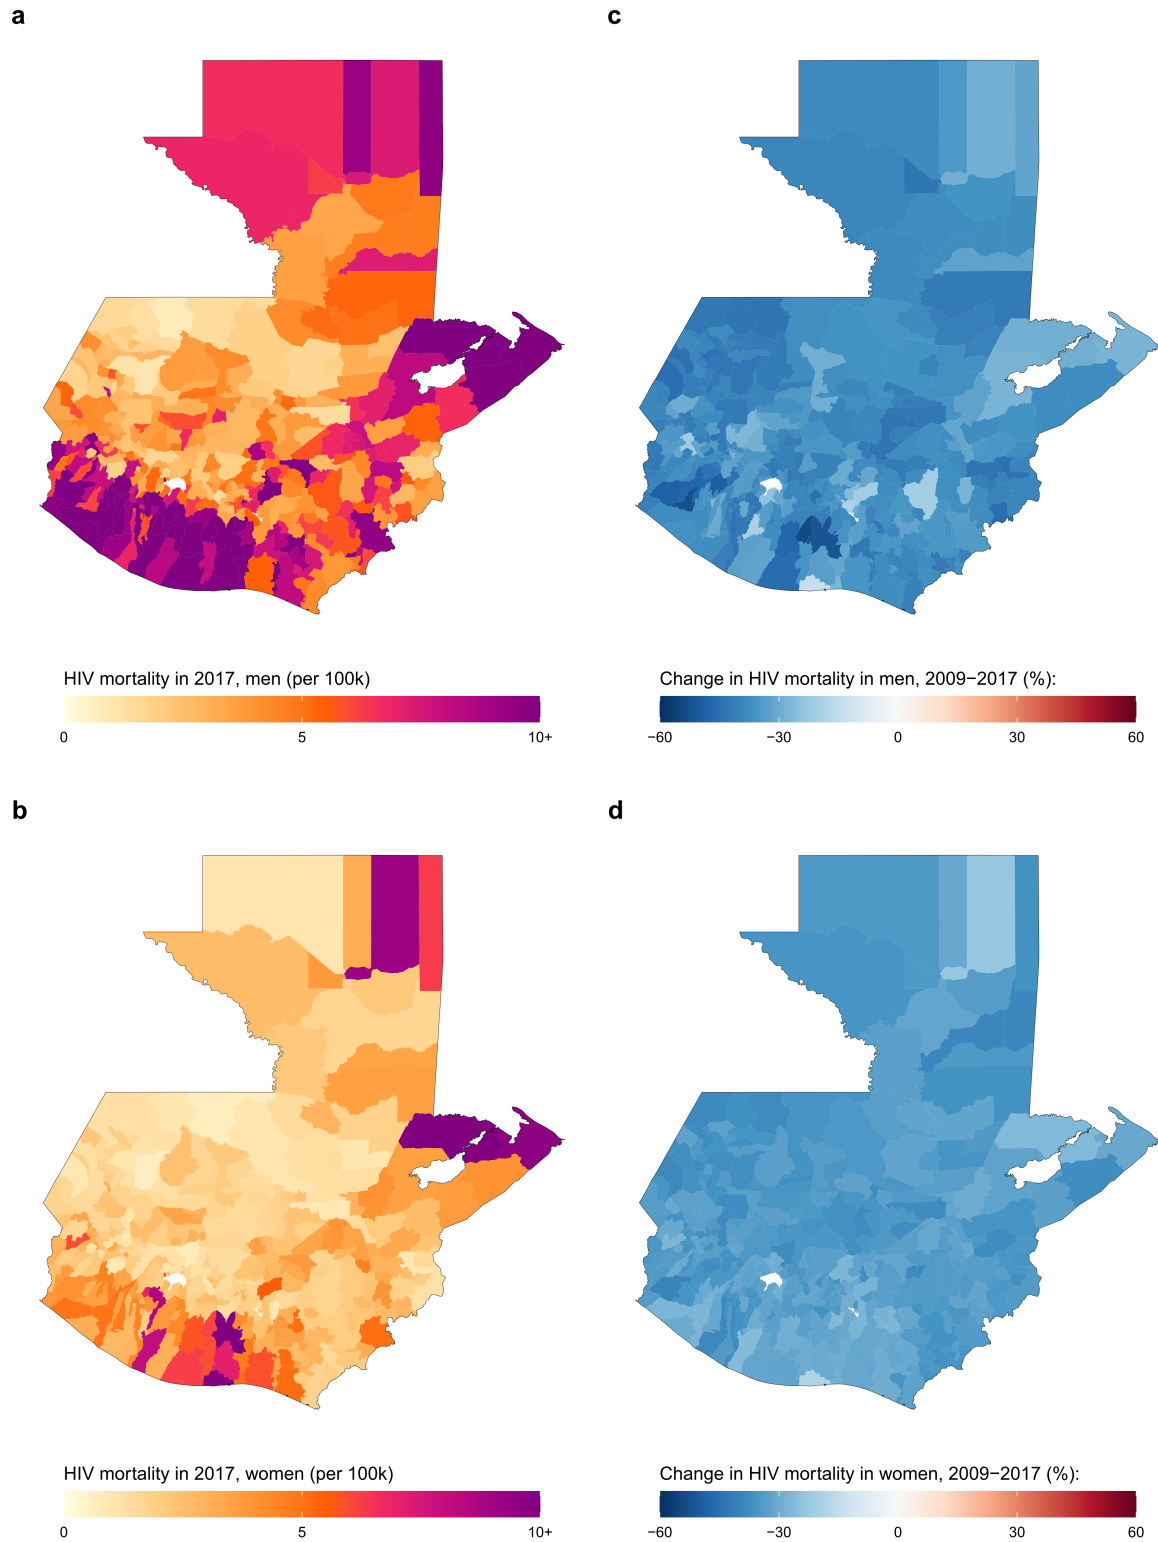 a
c
HIV mortality in 2017, men (per 100k)
0 5 10+
Change in HIV mortality in men, 2009−2017 (%):
−60 −30 0 30 60
b
d
HIV mortality in 2017, women (per 100k)
0 5 10+
Change in HIV mortality in women, 2009−2017 (%):
−60 −30 0 30 60